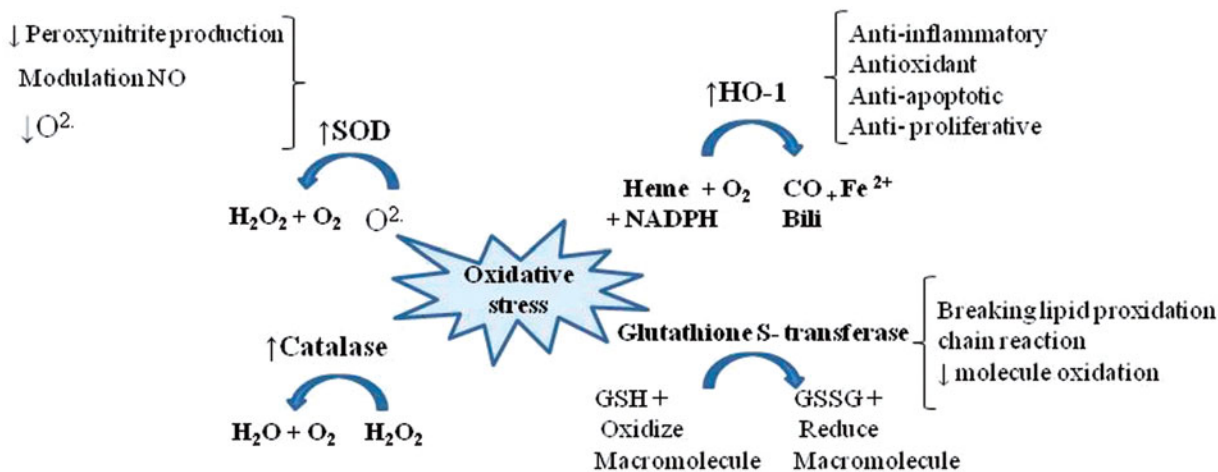 ↓ Peroxynitrite production
Modulation NO
↓O²·
↑SOD
H₂O₂ + O₂ O²·
Anti-inflammatory
Antioxidant
Anti-apoptotic
Anti- proliferative
↑HO-1
Heme + O₂ CO + Fe ²⁺
+ NADPH Bili
Oxidative
stress
↑Catalase
H₂O + O₂ H₂O₂
Glutathione S- transferase
Breaking lipid proxidation
chain reaction
↓ molecule oxidation
GSH + GSSG +
Oxidize Reduce
Macromolecule Macromolecule